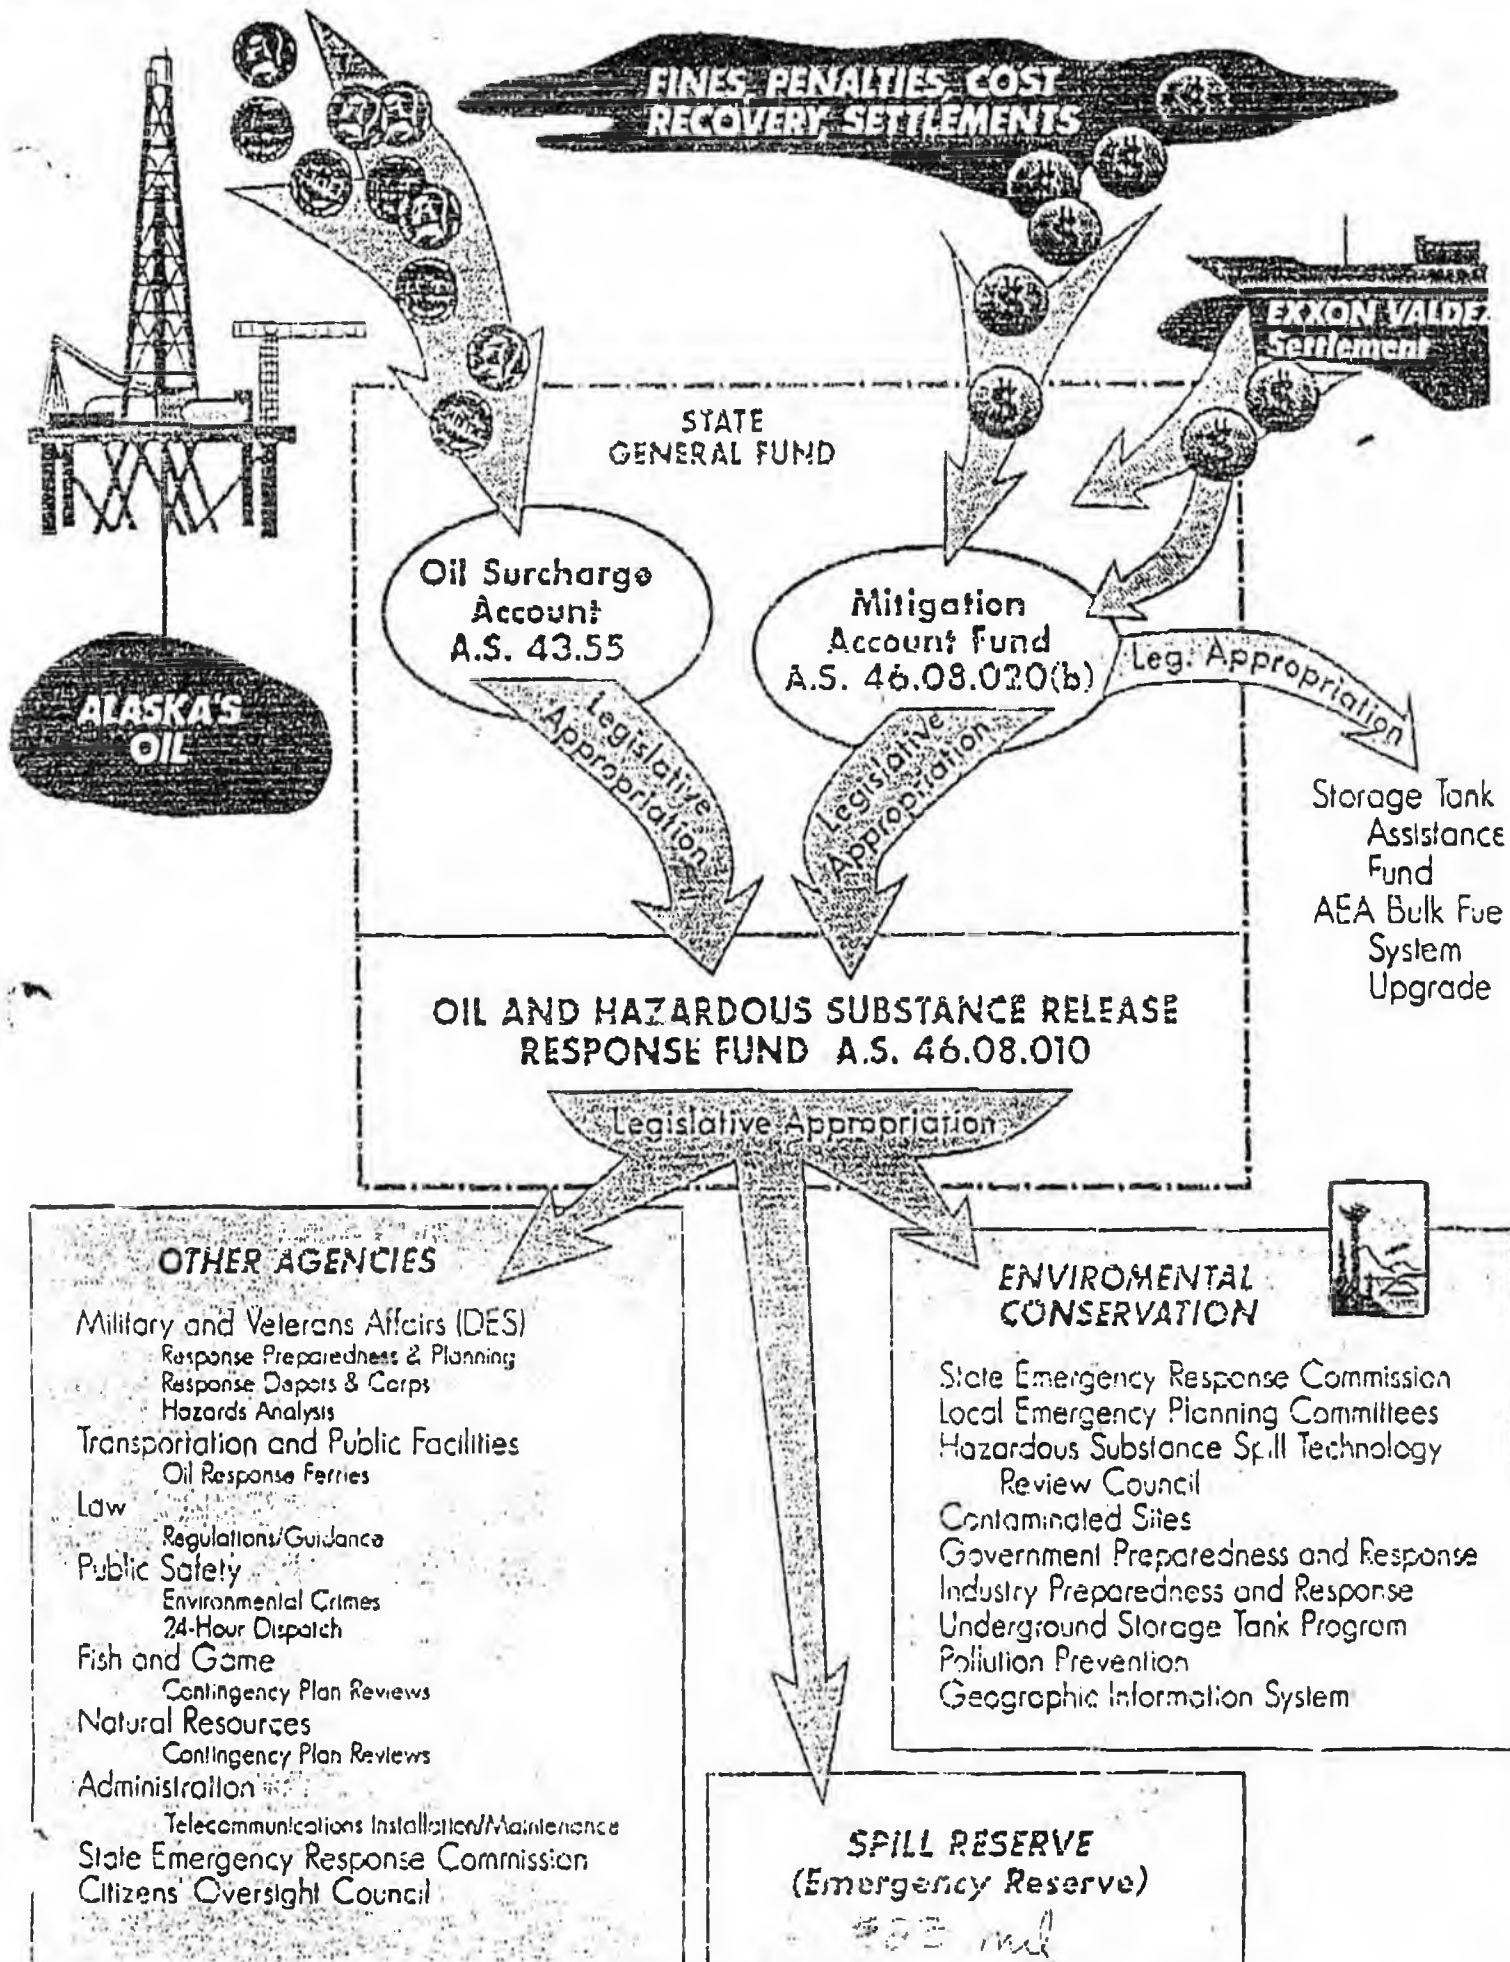 FINES, PENALTIES, COST
RECOVERY, SETTLEMENTS
EXXON VALDEZ
Settlement
STATE
GENERAL FUND
Oil Surcharge
Account
A.S. 43.55
Mitigation
Account Fund
A.S. 46.08.020(b)
Leg. Appropriation
ALASKA'S
OIL
Legislative
Appropriation
Legislative
Appropriation
Storage Tank
Assistance
Fund
AEA Bulk Fue
System
Upgrade
OIL AND HAZARDOUS SUBSTANCE RELEASE
RESPONSE FUND A.S. 46.08.010
Legislative Appropriation
OTHER AGENCIES
Military and Veterans Affairs (DES)
Response Preparedness & Planning
Response Depots & Corps
Hazards Analysis
Transportation and Public Facilities
Oil Response Ferries
Law
Regulations/Guidance
Public Safety
Environmental Crimes
24-Hour Dispatch
Fish and Game
Contingency Plan Reviews
Natural Resources
Contingency Plan Reviews
Administration
Telecommunications Installation/Maintenance
State Emergency Response Commission
Citizens' Oversight Council
ENVIROMENTAL
CONSERVATION
State Emergency Response Commission
Local Emergency Planning Committees
Hazardous Substance Spill Technology
Review Council
Contaminated Sites
Government Preparedness and Response
Industry Preparedness and Response
Underground Storage Tank Program
Pollution Prevention
Geographic Information System
SPILL RESERVE
(Emergency Reserve)
mil